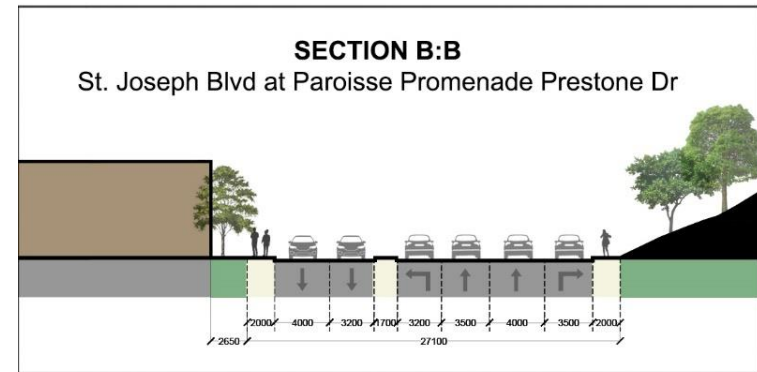 SECTION B:B
St. Joseph Blvd at Paroisse Promenade Prestone Dr
2000 4000 3200 1700 3200 3500 4000 3500 2000
2650 27100